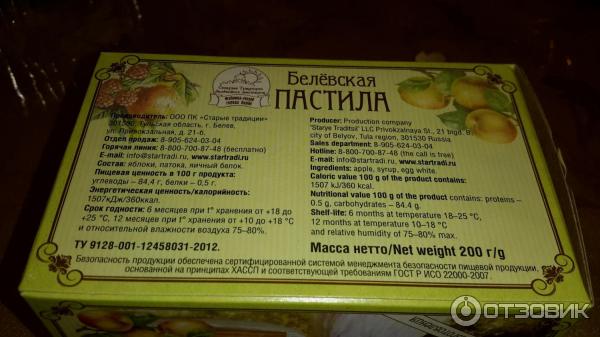 Белёвская
ПАСТИЛА
Производитель: ООО ПК «Старые традиции»
301530, Тульская область, г. Белев,
ул. Привокзальная, д. 21-б.
Отдел продаж: 8-905-624-03-04
Горячая линия: 8-800-700-87-48 (бесплатно)
E-mail: info@startradi.ru, www.startradi.ru
Состав: яблоки, патока, яичный белок.
Пищевая ценность в 100 г продукта:
углеводы – 84,4 г, белки – 0,5 г.
Энергетическая ценность/калорийность:
1507кДж/360ккал.
Срок годности: 6 месяцев при t° хранения от +18 до
+25 °С, 12 месяцев при t° хранения от +10 до +18 °С
и относительной влажности воздуха 75–80%.
ТУ 9128-001-12458031-2012.
Producer: Production company
"Starye Traditsii" LLC Privokzalnaya St., 21 bldg. B,
city of Belyov, Tula region, 301530 Russia
Sales department: 8-905-624-03-04
Hotline: 8-800-700-87-48 (the call is free)
E-mail: info@startradi.ru, www.startradi.ru
Ingredients: apple, syrup, egg white.
Caloric value 100 g of the product contains:
1507 kJ/360 kcal.
Nutritional value 100 g of the product contains: proteins –
0,5 g, carbohydrates – 84.4 g.
Shelf-life: 6 months at temperature 18–25 °C,
12 months at temperature 10–18 °C
and relative humidity of 75–80% max.
Масса нетто/Net weight 200 г/g
Безопасность продукции обеспечена сертифицированной системой менеджмента безопасности пищевой продукции,
основанной на принципах ХАССП и соответствующей требованиям ГОСТ Р ИСО 22000-2007.
ОТЗОВИК